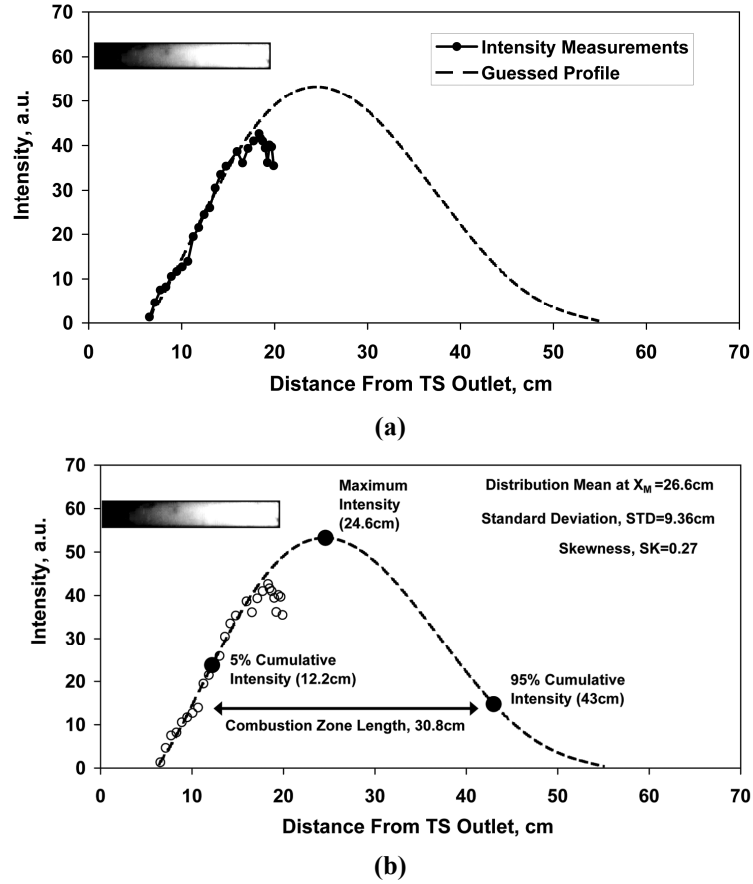 70
60
50
40
30
20
10
0
Intensity, a.u.
Intensity Measurements
Guessed Profile
0 10 20 30 40 50 60 70
Distance From TS Outlet, cm
(a)
70
60
50
40
30
20
10
0
Intensity, a.u.
Maximum
Intensity
(24.6cm)
Distribution Mean at XM =26.6cm
Standard Deviation, STD=9.36cm
Skewness, SK=0.27
5% Cumulative
Intensity (12.2cm)
95% Cumulative
Intensity (43cm)
Combustion Zone Length, 30.8cm
0 10 20 30 40 50 60 70
Distance From TS Outlet, cm
(b)